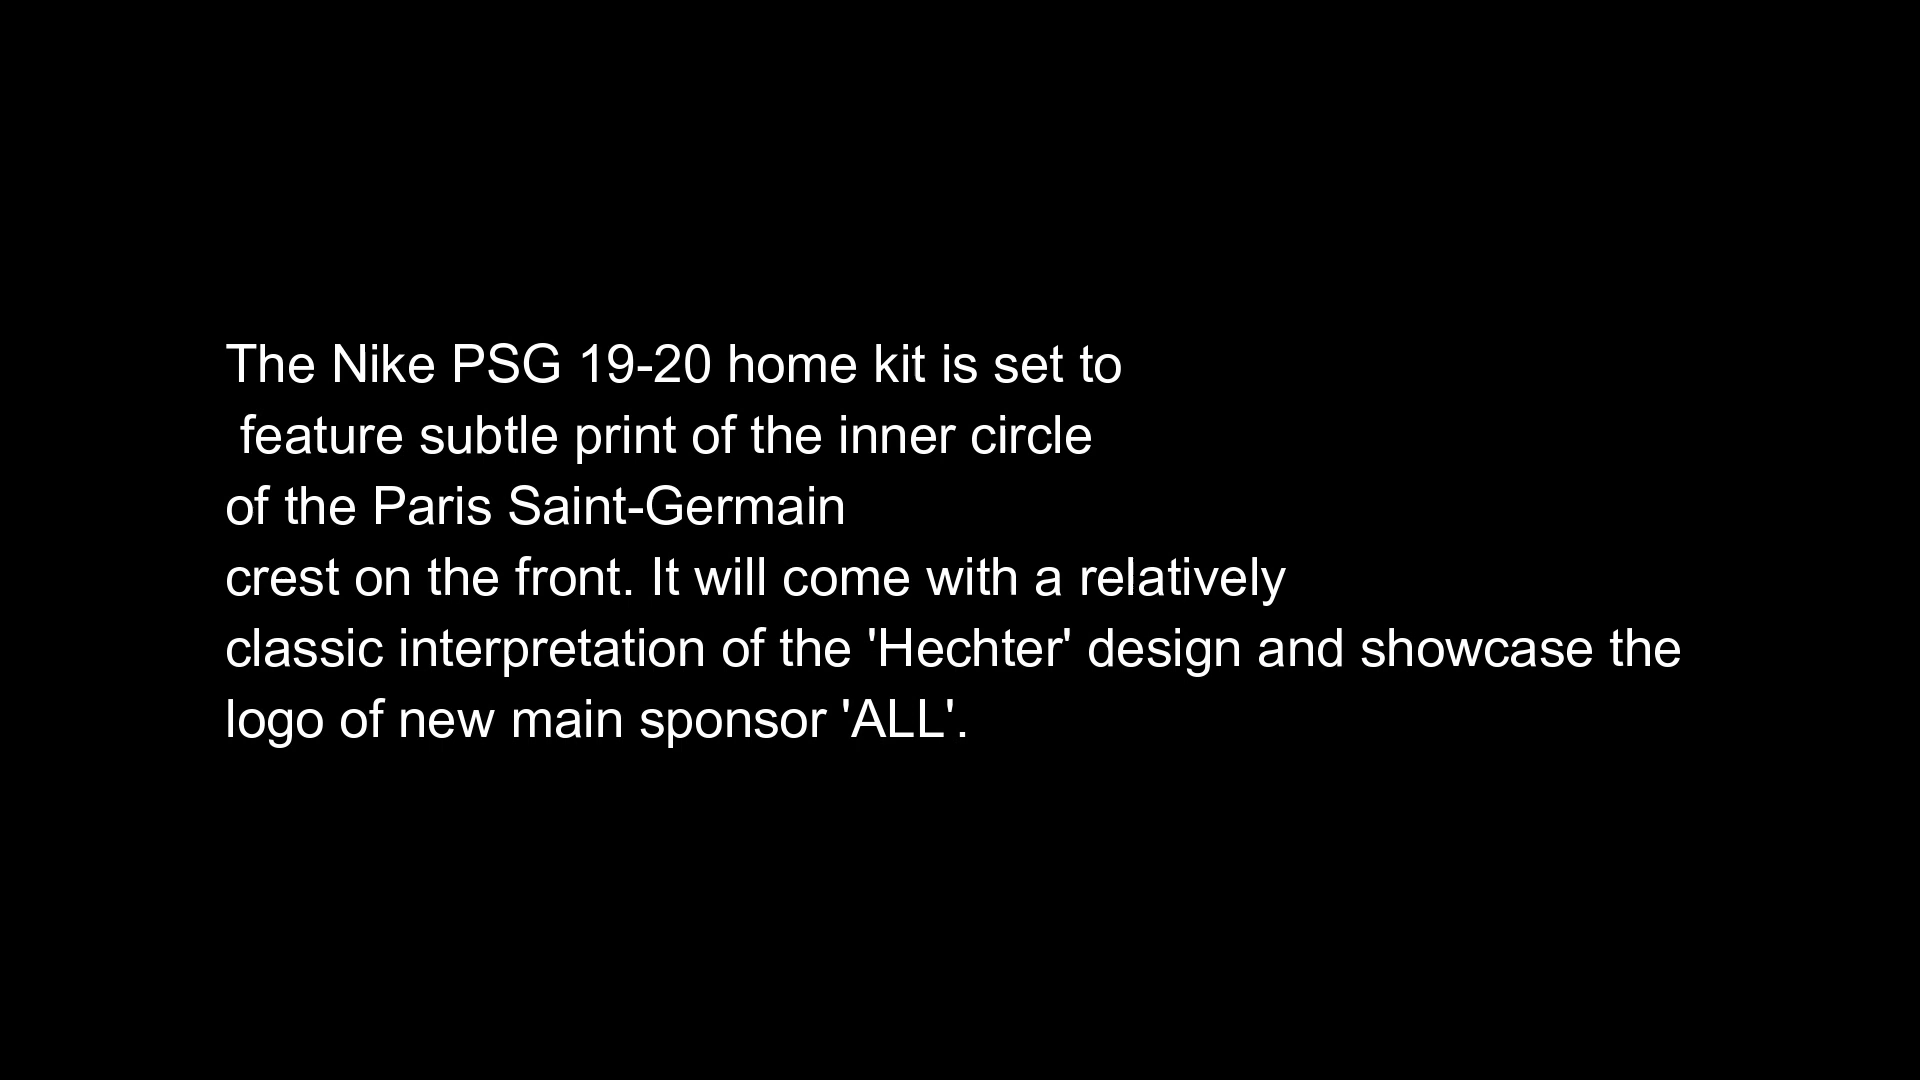 The Nike PSG 19-20 home kit is set to
feature subtle print of the inner circle
of the Paris Saint-Germain
crest on the front. It will come with a relatively
classic interpretation of the 'Hechter' design and showcase the
logo of new main sponsor 'ALL'.